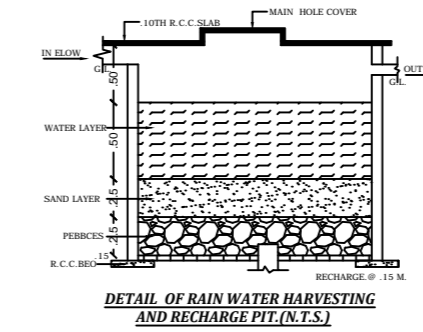 MAIN HOLE COVER
.10TH R.C.C.SLAB
IN ELOW
G.L.
OUT
G.L.
.50
WATER LAYER
.50
SAND LAYER
.25
PEBBCES
.25
.15
R.C.C.BEO
RECHARGE.@ .15 M.
DETAIL OF RAIN WATER HARVESTING
AND RECHARGE PIT.(N.T.S.)